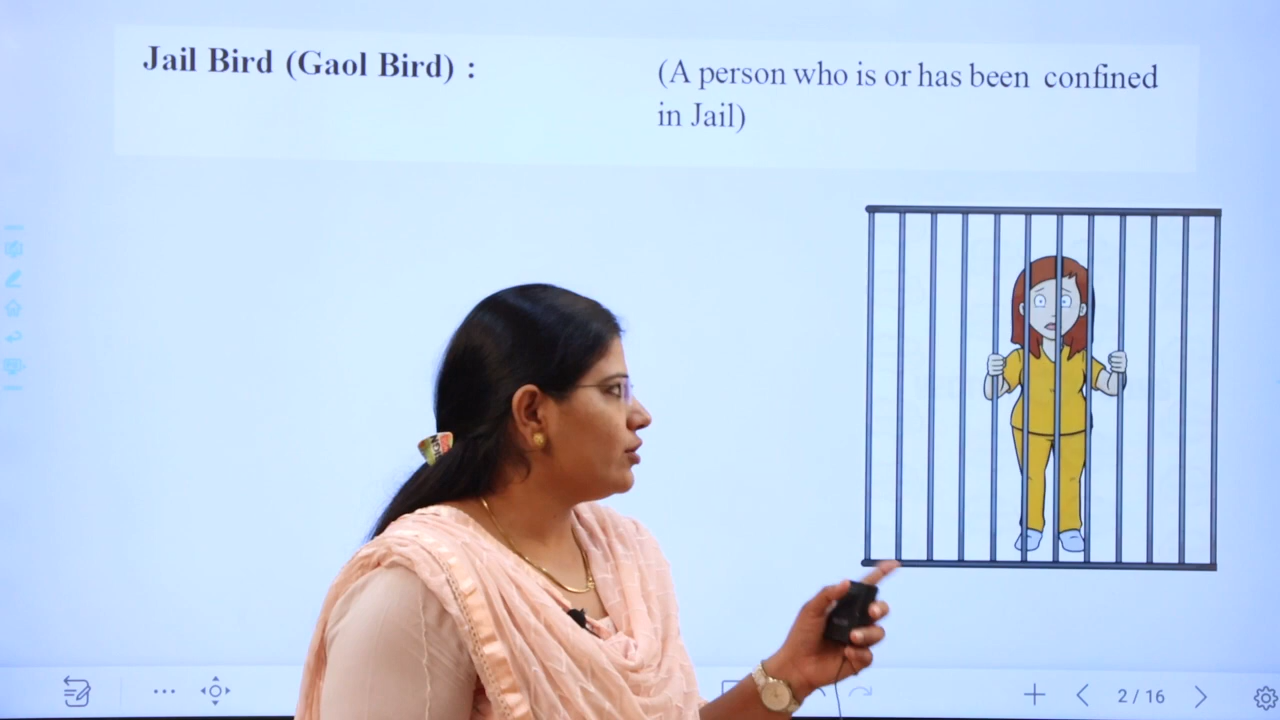 Jail Bird (Gaol Bird) :
(A person who is or has been confined
in Jail)
2 / 16